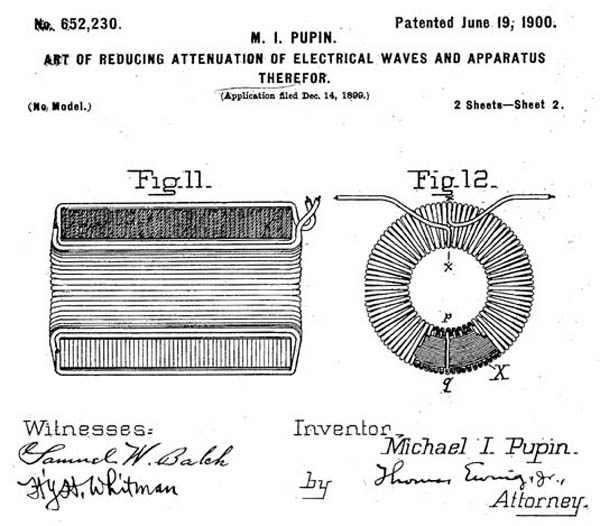 No. 652,230.
Patented June 19, 1900.
M. I. PUPIN.
ART OF REDUCING ATTENUATION OF ELECTRICAL WAVES AND APPARATUS
THEREFOR.
(Application filed Dec. 14, 1899.)
(No Model.)
2 Sheets—Sheet 2.
Fig. 11.
Fig. 12.
x
x
p
q
X
Witnesses:
Samuel W. Balch
H.y. H. Whitman
Inventor
Michael I Pupin.
by Thomas Ewing, Jr.,
Attorney.